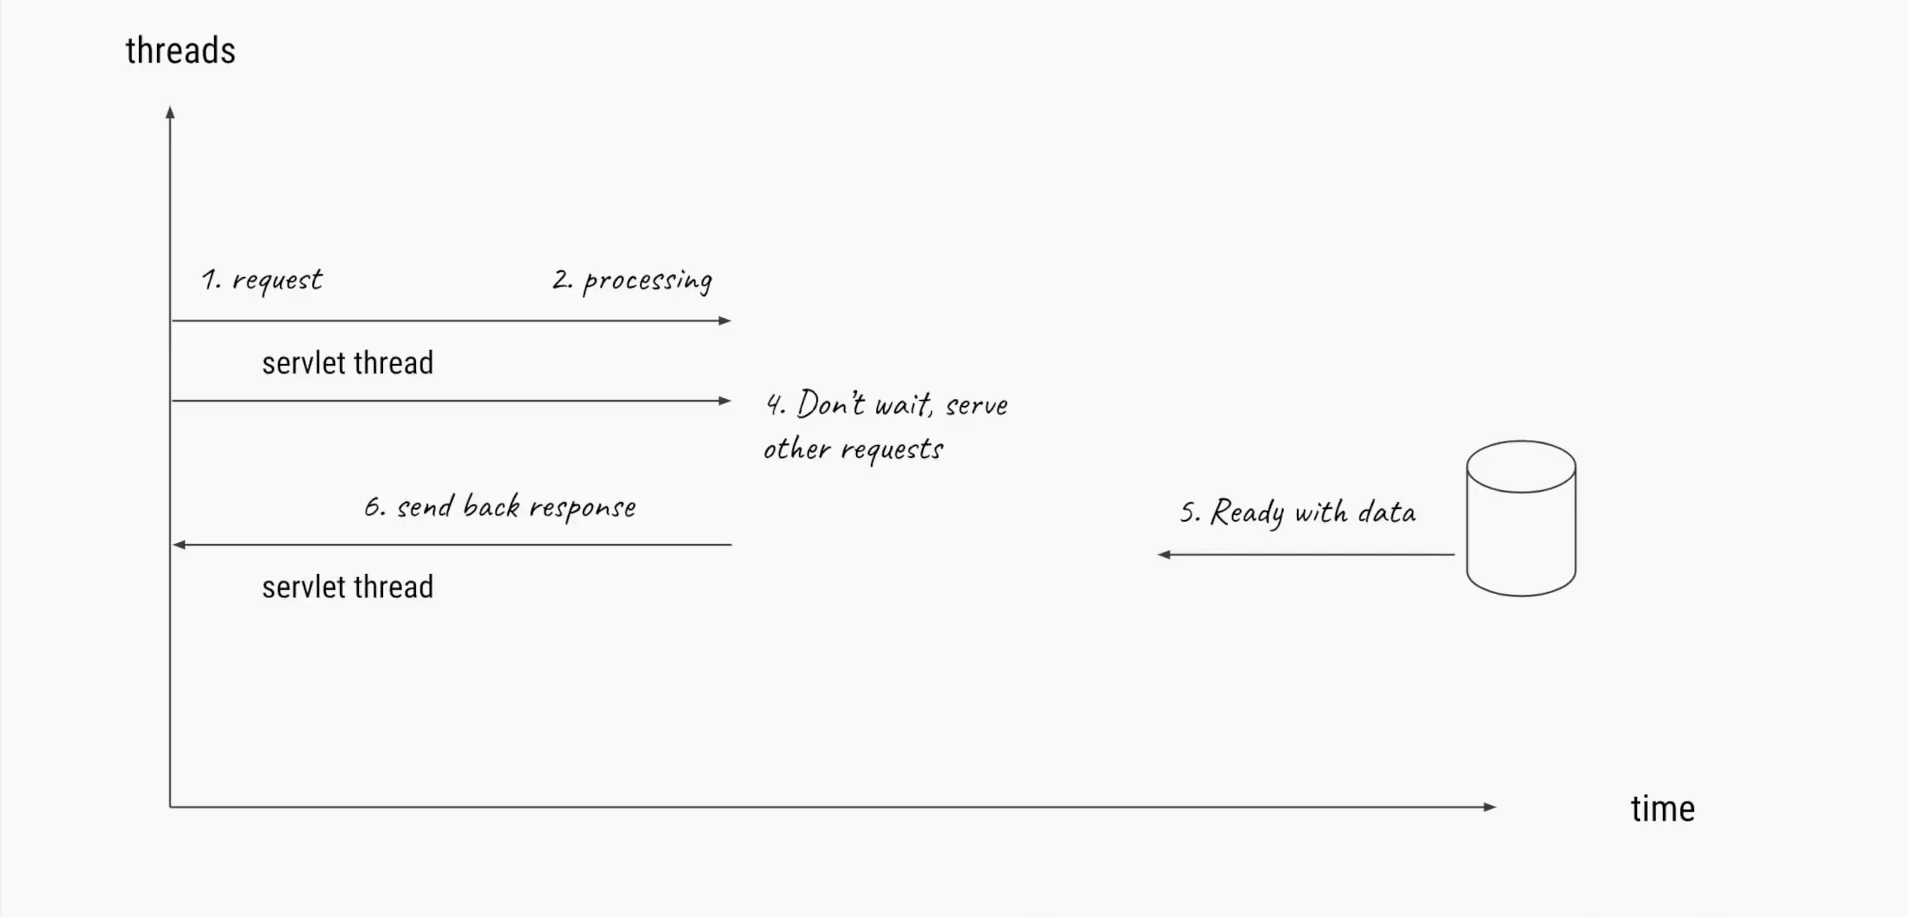 threads
1. request
2. processing
servlet thread
4. Don't wait, serve
other requests
6. send back response
5. Ready with data
servlet thread
time